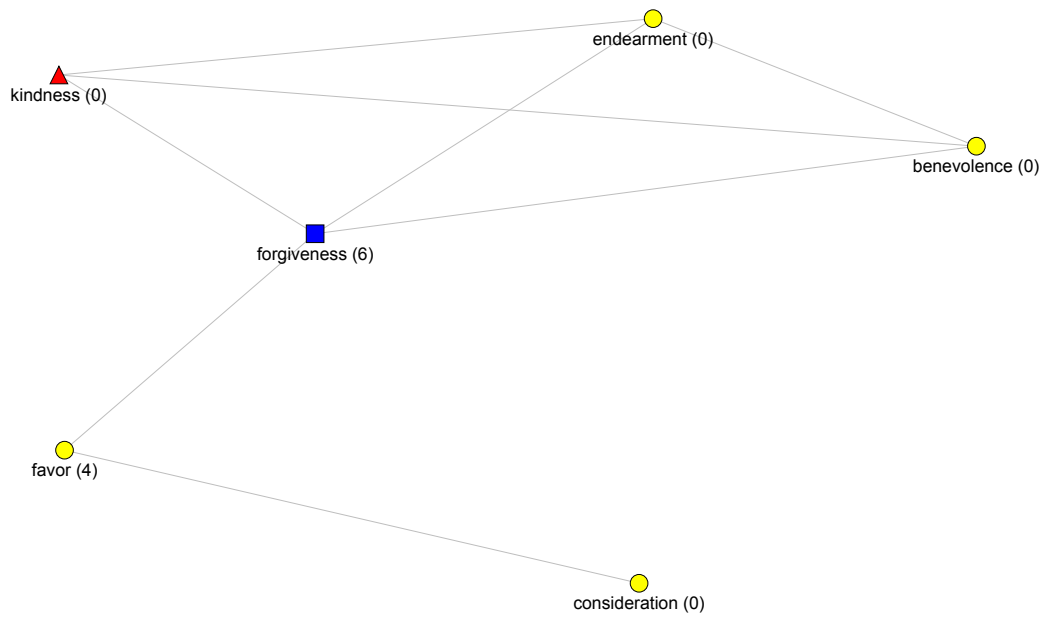 endearment (0)
kindness (0)
benevolence (0)
forgiveness (6)
favor (4)
consideration (0)